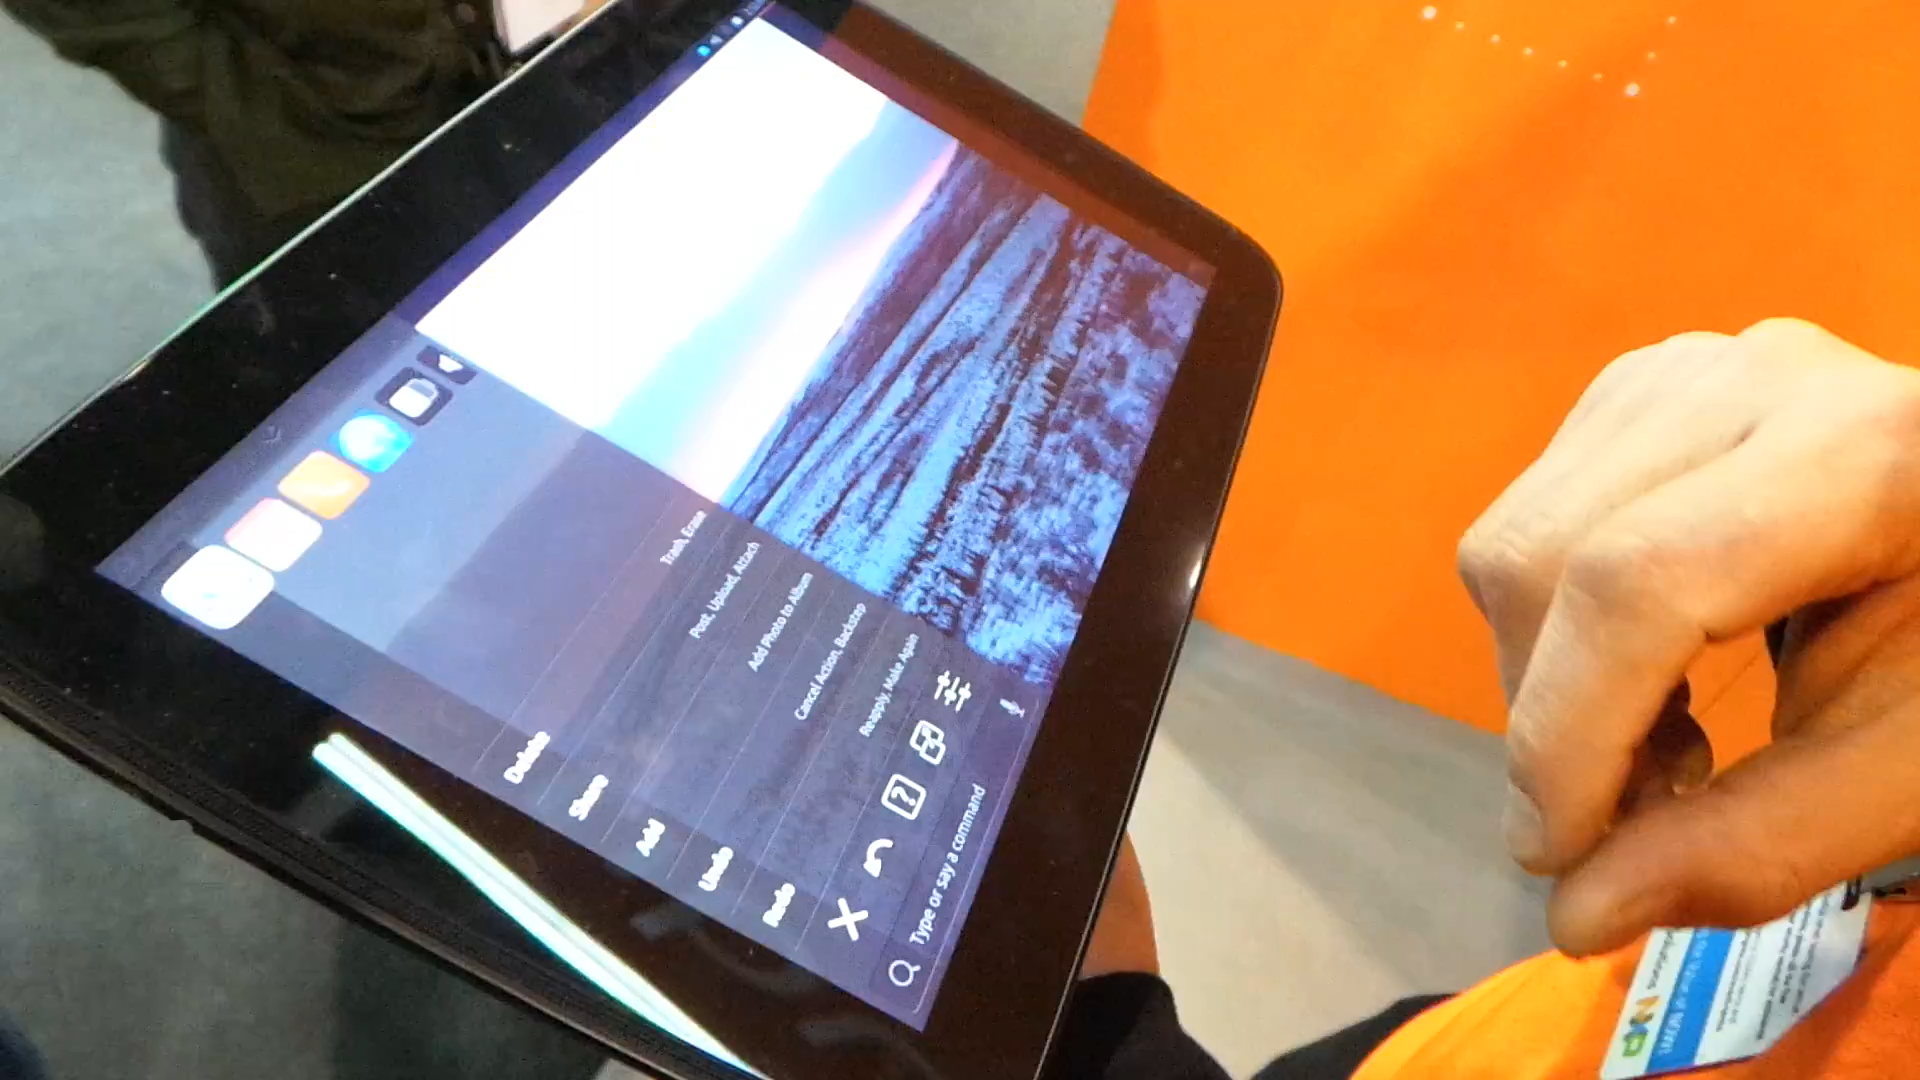 Delete
Trash, Erase
Share
Post, Upload, Attach
Add
Add Photo to Album
Undo
Cancel Action, Backstep
Redo
Reapply, Make Again
Type or say a command
NXP